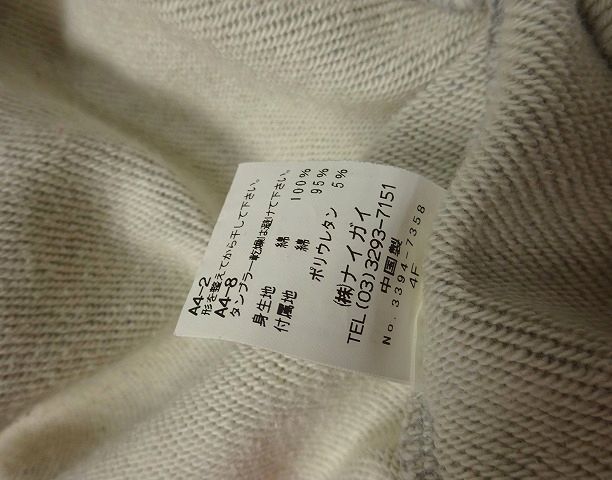 A4-2
形を整えてから干して下さい。
A4-8
タンブラー乾燥は避けて下さい。
身生地 綿 100%
付属地 綿 95%
ポリウレタン 5%
(株)ナイガイ
TEL(03)3293-7151
中国製
No.3394-7358
4F